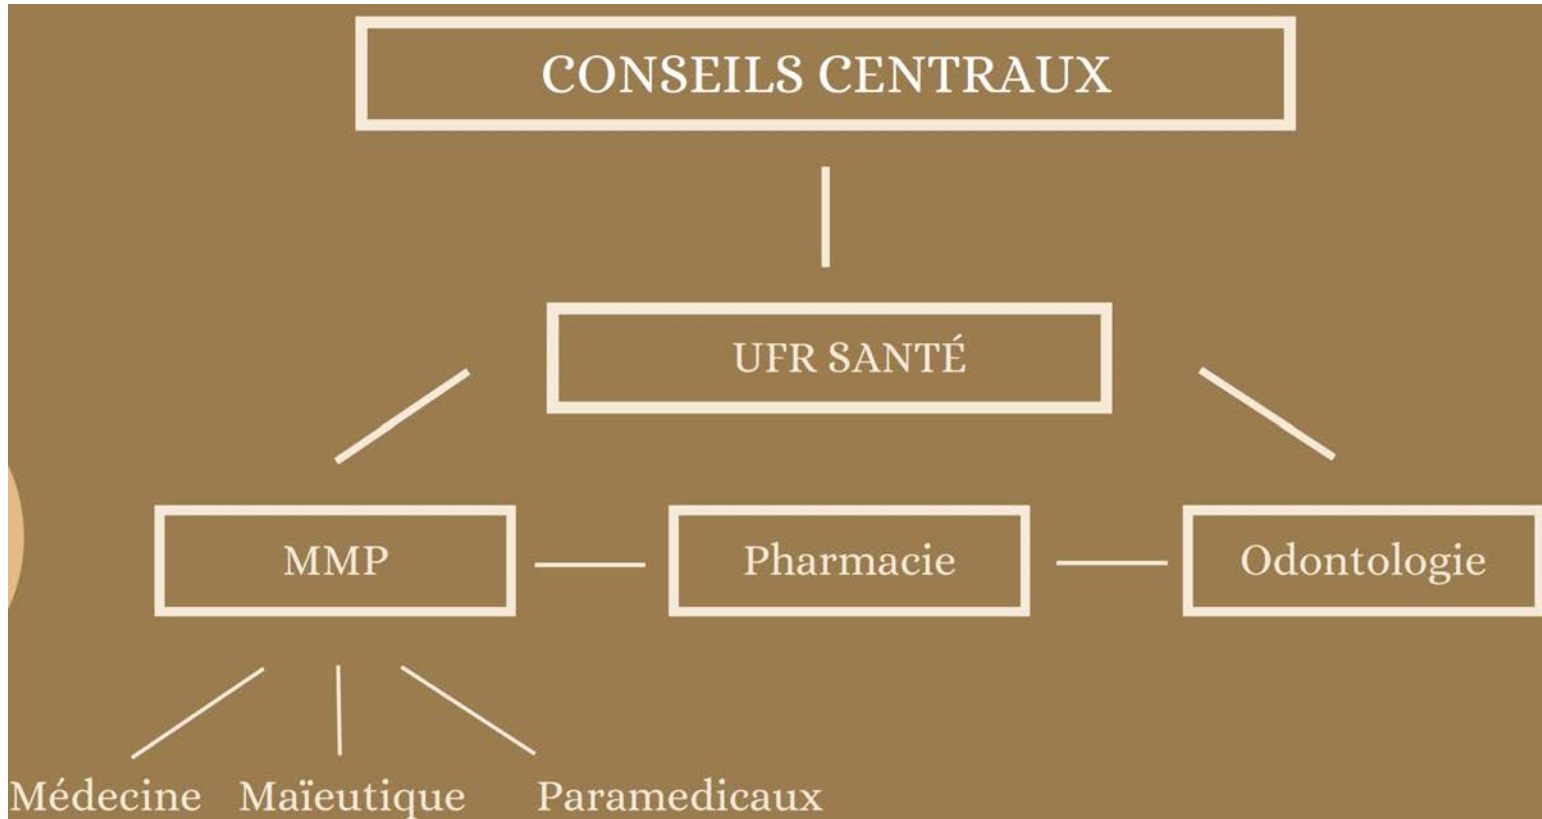 CONSEILS CENTRAUX
UFR SANTÉ
MMP
Pharmacie
Odontologie
Médecine
Maïeutique
Paramedicaux